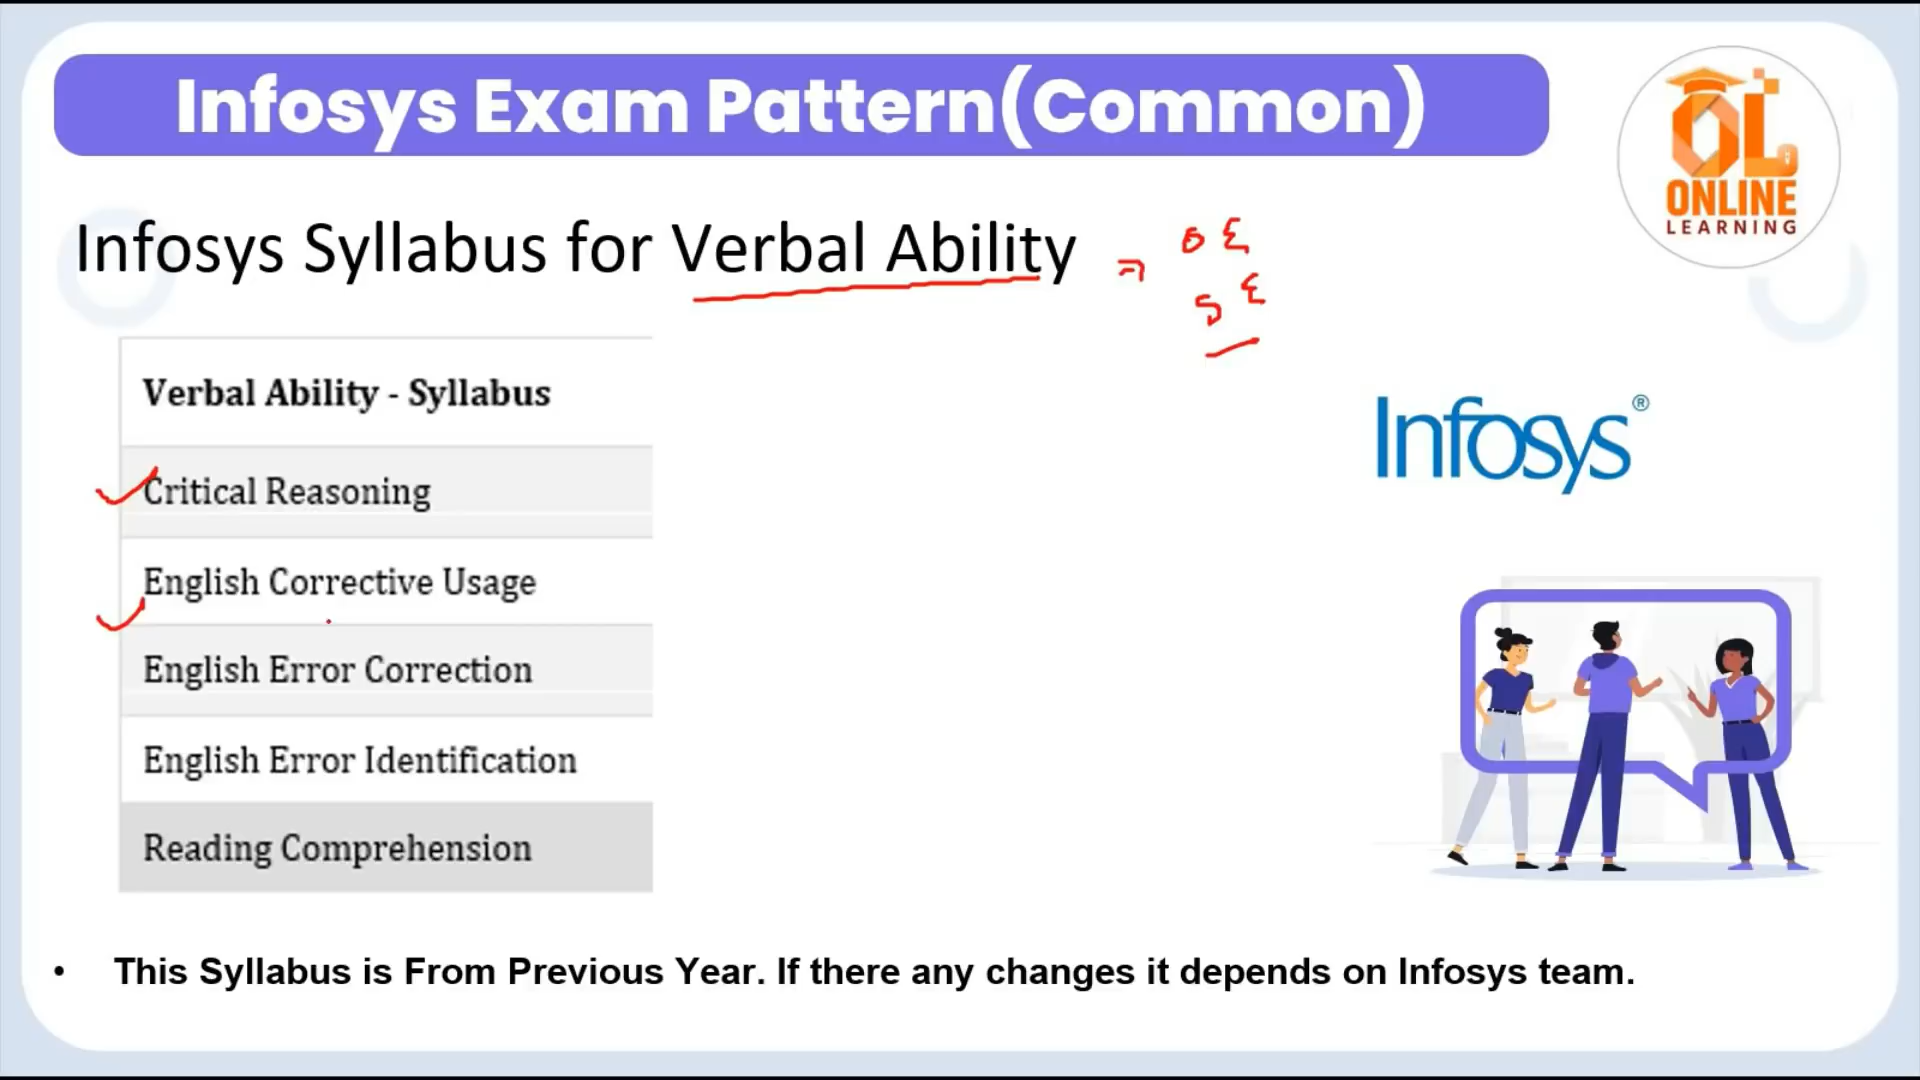 Infosys Exam Pattern(Common)
OL
ONLINE
LEARNING
Infosys Syllabus for Verbal Ability
Verbal Ability - Syllabus
Critical Reasoning
English Corrective Usage
English Error Correction
English Error Identification
Reading Comprehension
Infosys®
• This Syllabus is From Previous Year. If there any changes it depends on Infosys team.